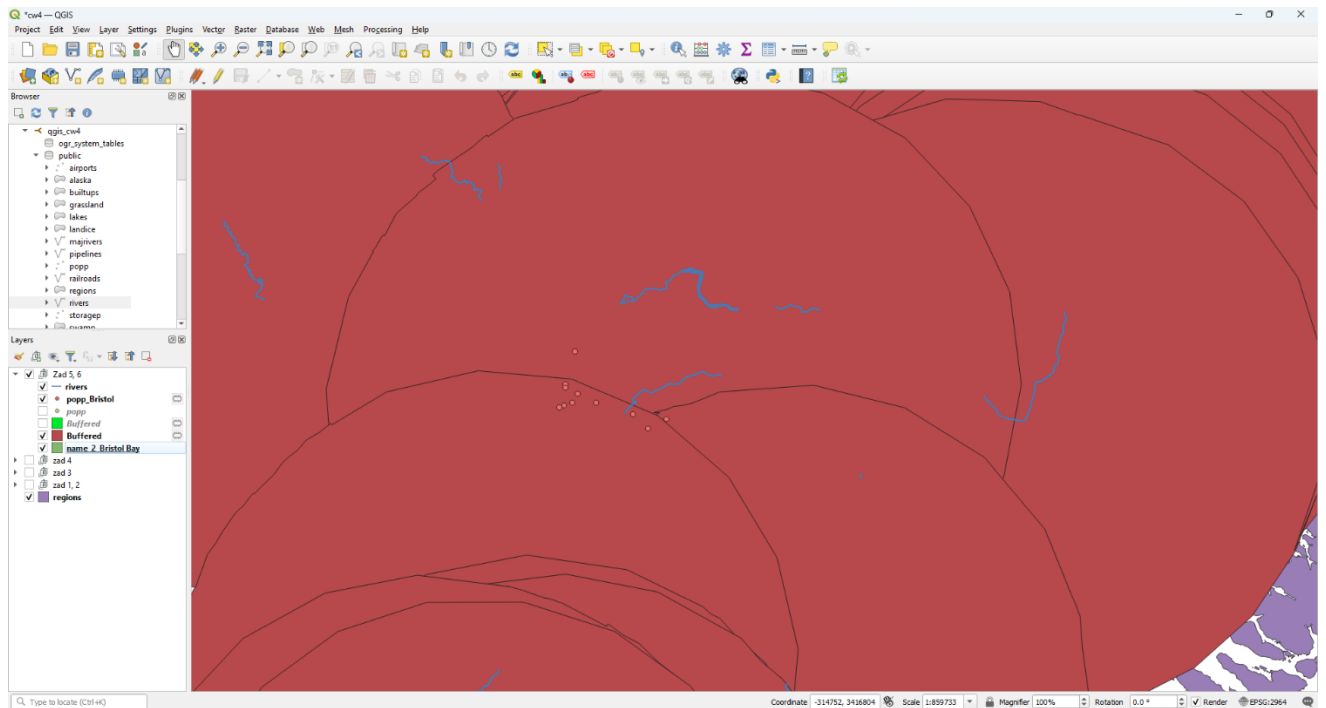 *cw4 — QGIS
Project Edit View Layer Settings Plugins Vector Raster Database Web Mesh Processing Help
abc
abc
Browser
qgis_cw4
ogr_system_tables
public
airports
alaska
builtups
grassland
lakes
landice
majrivers
pipelines
popp
railroads
regions
rivers
storagep
swamp
Layers
Zad 5, 6
rivers
popp_Bristol
popp
Buffered
Buffered
name_2_Bristol Bay
zad 4
zad 3
zad 1, 2
regions
Type to locate (Ctrl+K)
Coordinate -314752, 3416804 Scale 1:859733 Magnifier 100% Rotation 0.0 ° Render EPSG:2964